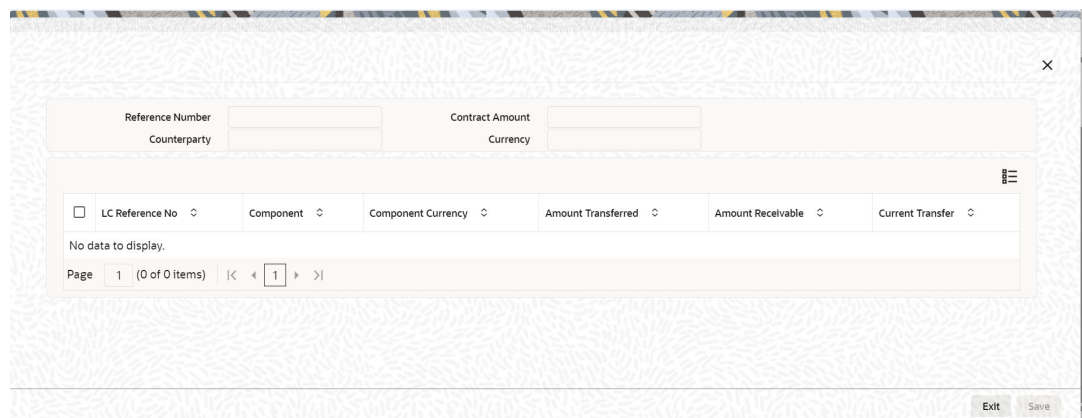 Reference Number Contract Amount
Counterparty Currency
LC Reference No Component Component Currency Amount Transferred Amount Receivable Current Transfer
No data to display.
Page 1 (0 of 0 items) 1
Exit Save